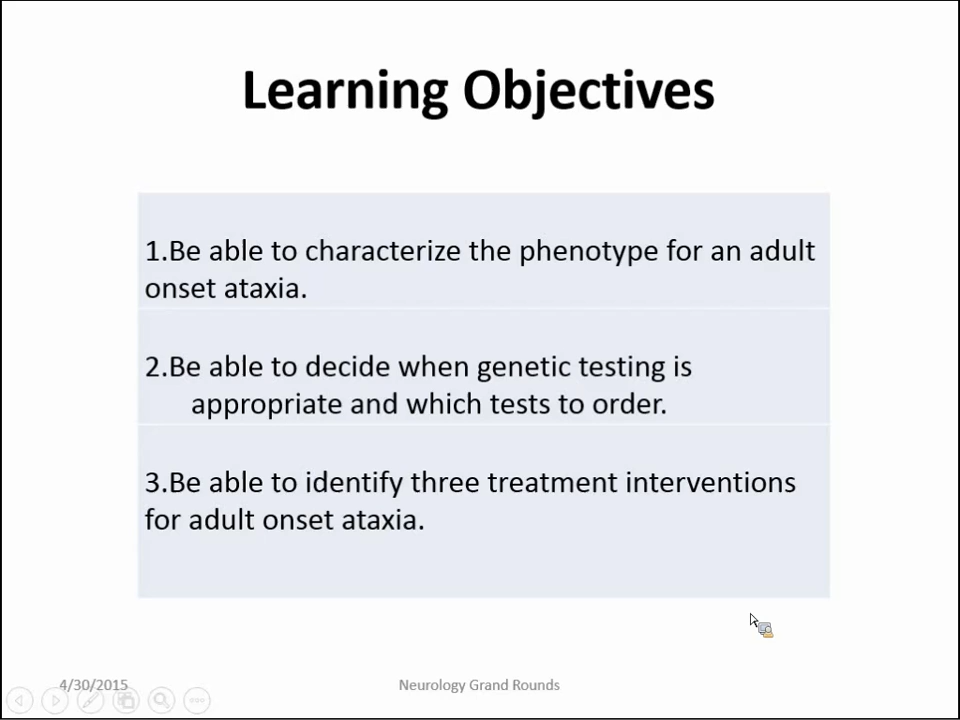 Learning Objectives
1.Be able to characterize the phenotype for an adult
onset ataxia.
2.Be able to decide when genetic testing is
appropriate and which tests to order.
3.Be able to identify three treatment interventions
for adult onset ataxia.
4/30/2015
Neurology Grand Rounds